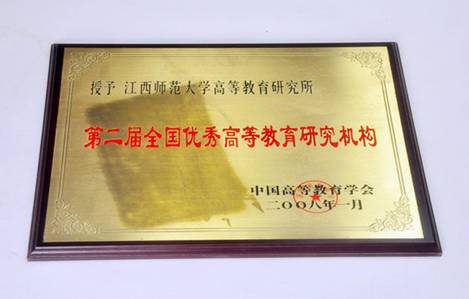 授予 江西师范大学高等教育研究所
第二届全国优秀高等教育研究机构
中国高等教育学会
二〇〇八年一月